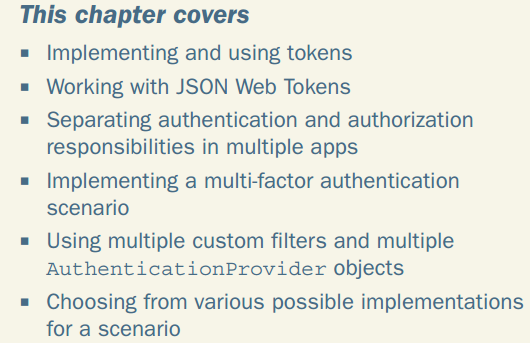 This chapter covers
▪ Implementing and using tokens
▪ Working with JSON Web Tokens
▪ Separating authentication and authorization
responsibilities in multiple apps
▪ Implementing a multi-factor authentication
scenario
▪ Using multiple custom filters and multiple
AuthenticationProvider objects
▪ Choosing from various possible implementations
for a scenario